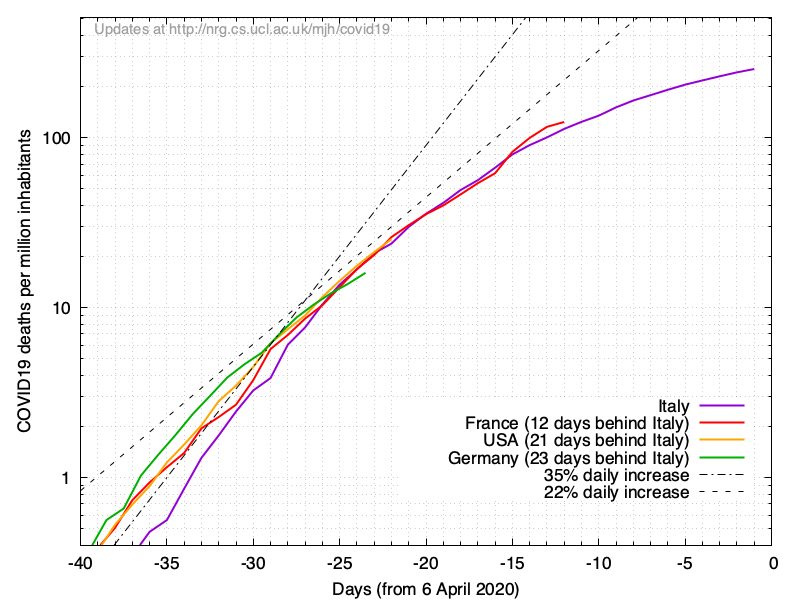 Updates at http://nrg.cs.ucl.ac.uk/mjh/covid19
COVID19 deaths per million inhabitants
100
10
1
Italy
France (12 days behind Italy)
USA (21 days behind Italy)
Germany (23 days behind Italy)
35% daily increase
22% daily increase
-40 -35 -30 -25 -20 -15 -10 -5 0
Days (from 6 April 2020)